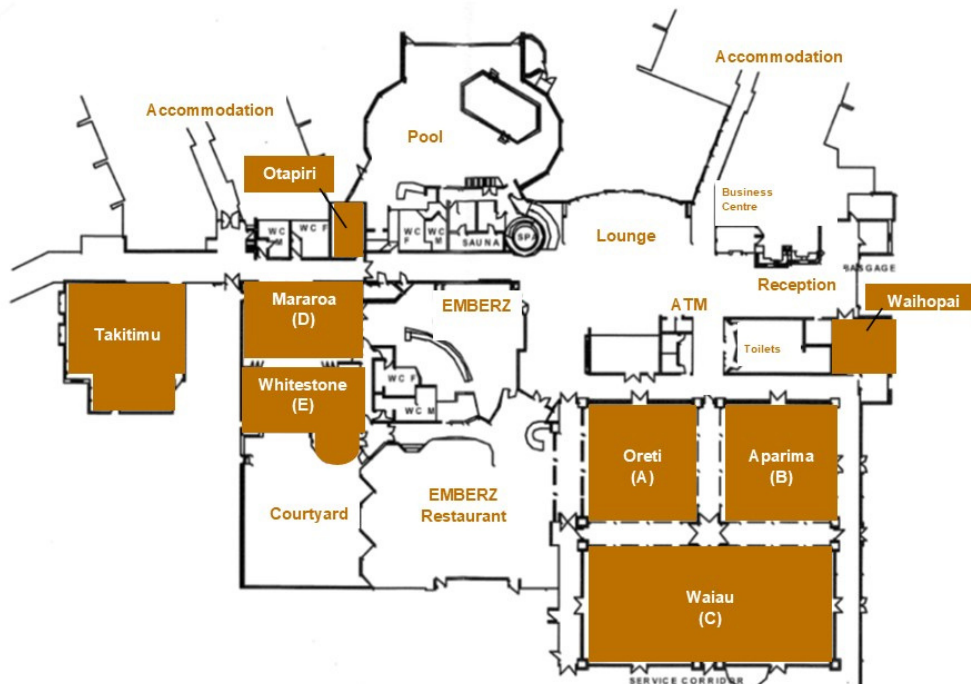 Accommodation
Accommodation
Pool
Otapiri
Business
Centre
WC
M
WC F
WC
F
WC
M
SAUNA
SPA
Lounge
BAGGAGE
Reception
Waihopai
Mararoa
(D)
EMBERZ
ATM
Takitimu
Toilets
Whitestone
(E)
WC F
WC M
Oreti
(A)
Aparima
(B)
Courtyard
EMBERZ
Restaurant
Waiau
(C)
SERVICE CORRIDOR